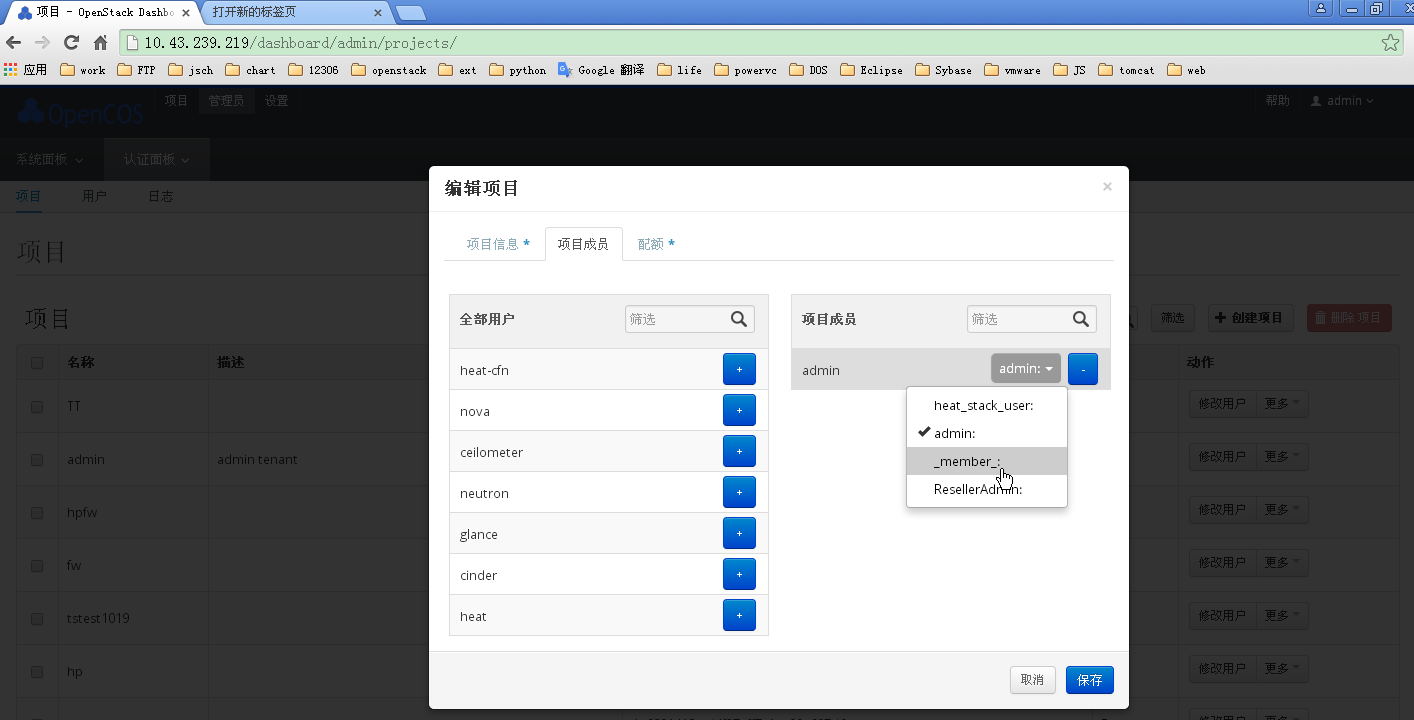 项目 - OpenStack Dashbo
打开新的标签页
10.43.239.219/dashboard/admin/projects/
应用 work FTP jsch chart 12306 openstack ext python Google 翻译 life powervc DOS Eclipse Sybase vmware JS tomcat web
OpenCOS 项目 管理员 设置 帮助 admin
系统面板 认证面板
项目 用户 日志
项目
项目 筛选 创建项目 删除 项目
名称 描述 动作
TT 修改用户 更多
admin admin tenant 修改用户 更多
hpfw 修改用户 更多
fw 修改用户 更多
tstest1019 修改用户 更多
hp 修改用户 更多
修改用户 更多
编辑项目 ×
项目信息 * 项目成员 配额 *
全部用户 筛选
heat-cfn +
nova +
ceilometer +
neutron +
glance +
cinder +
heat +
项目成员 筛选
admin admin: -
heat_stack_user:
admin:
_member_:
ResellerAdmin:
取消 保存